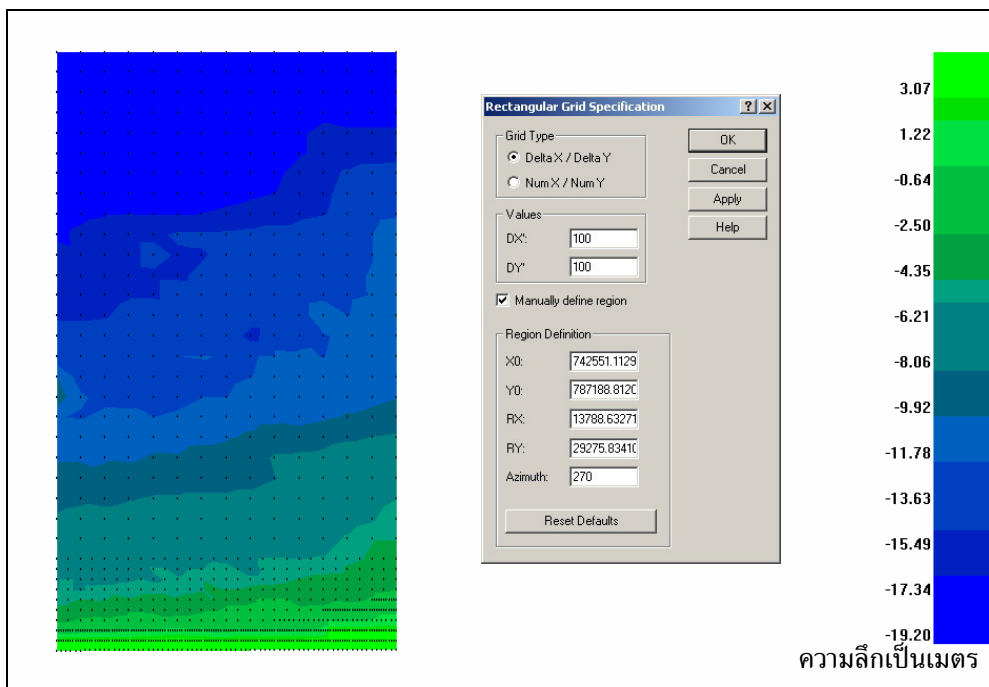 Rectangular Grid Specification
Grid Type
Delta X / Delta Y
Num X / Num Y
OK
Cancel
Apply
Help
Values
DX':
100
DY'
100
Manually define region
Region Definition
X0:
742551.1129
Y0:
787188.812
RX:
13788.63271
RY:
29275.8341
Azimuth:
270
Reset Defaults
3.07
1.22
-0.64
-2.50
-4.35
-6.21
-8.06
-9.92
-11.78
-13.63
-15.49
-17.34
-19.20
ความลึกเป็นเมตร